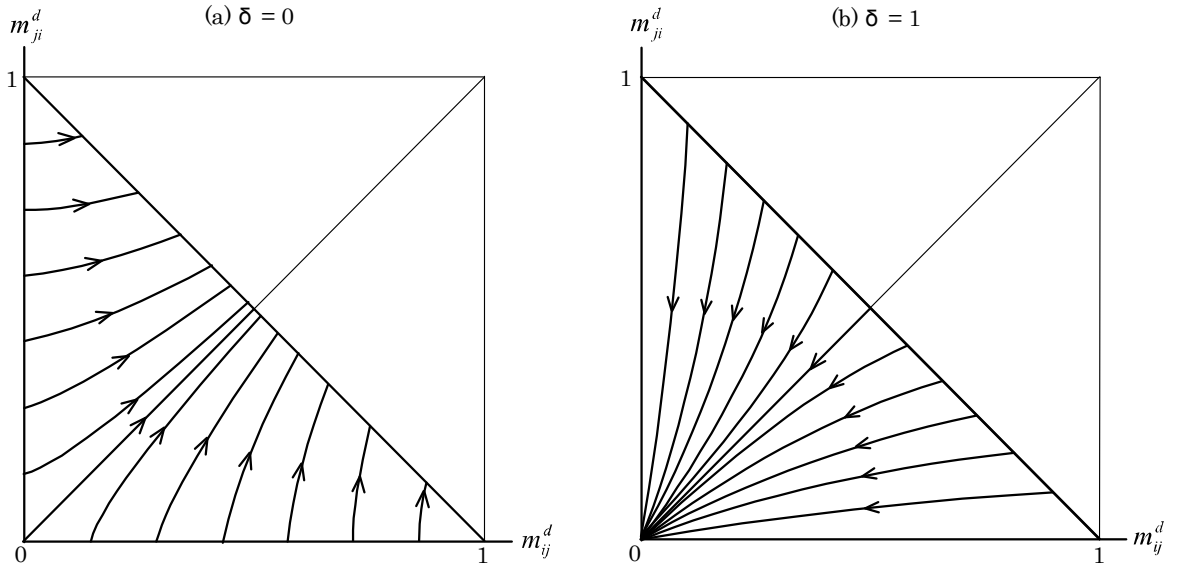 (a) δ = 0
m^d_ji
1
0
1
m^d_ij
(b) δ = 1
m^d_ji
1
0
1
m^d_ij